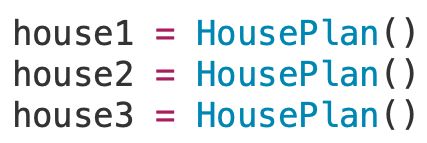 house1 = HousePlan()
house2 = HousePlan()
house3 = HousePlan()